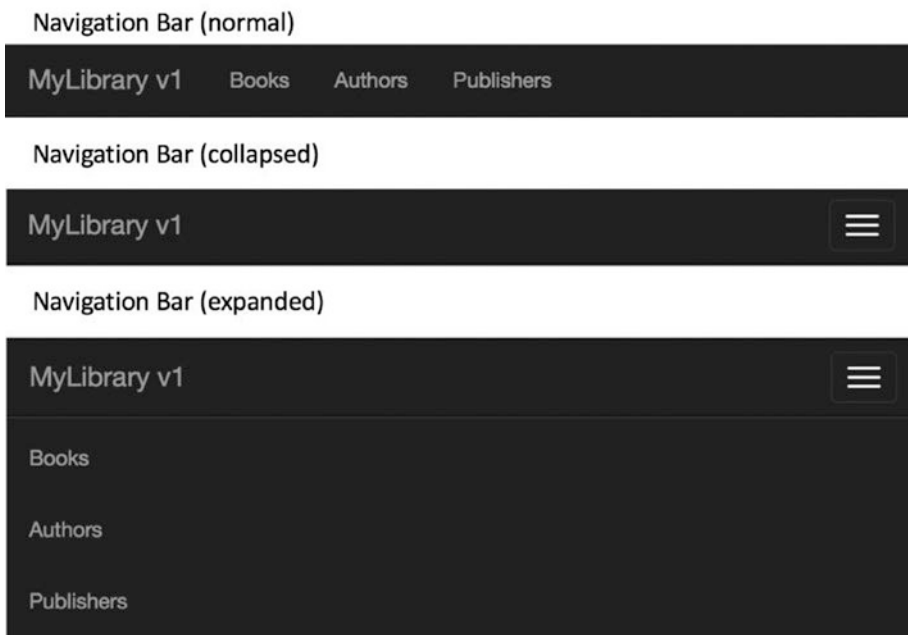 Navigation Bar (normal)
MyLibrary v1 Books Authors Publishers
Navigation Bar (collapsed)
MyLibrary v1
Navigation Bar (expanded)
MyLibrary v1
Books
Authors
Publishers